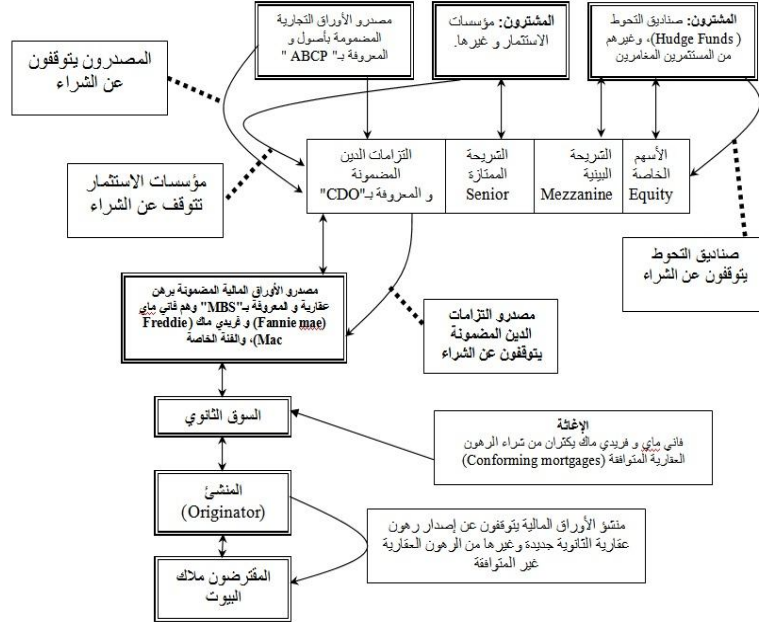 المشترون: صناديق التحوط
(Hudge Funds)، وغيرهم
من المستثمرين المغامرين
المشترون: مؤسسات
الاستثمار و غيرها.
مصدرو الأوراق التجارية
المضمومة بأصول و
المعروفة بـ" ABCP "
المصدرون يتوقفون
عن الشراء
الأسهم
الخاصة
Equity
الشريحة
البينية
Mezzanine
الشريحة
الممتازة
Senior
التزامات الدين
المضمونة
و المعروفة بـ"CDO"
مؤسسات الاستثمار
تتوقف عن الشراء
صناديق التحوط
يتوقفون عن الشراء
مصدرو الأوراق المالية المضمونة برهن
عقارية و المعروفة بـ"MBS" وهم فاني ماي
(Fannie mae) و فريدي ماك (Freddie
Mac)، والفئة الخاصة
مصدرو التزامات
الدين المضمونة
يتوقفون عن الشراء
السوق الثانوي
الإغاثة
فاني ماي و فريدي ماك يكثران من شراء الرهون
العقارية المتوافقة (Conforming mortgages)
المنشئ
(Originator)
منشؤ الأوراق المالية يتوقفون عن إصدار رهون
عقارية الثانوية جديدة وغيرها من الرهون العقارية
غير المتوافقة
المقترضون ملاك
البيوت